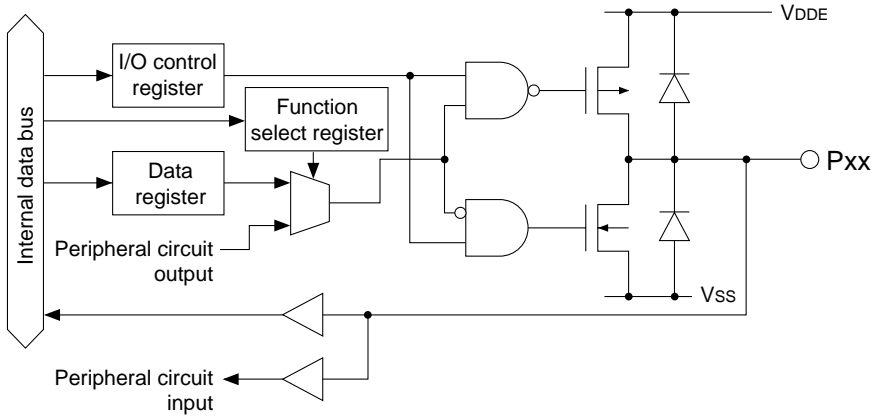 VDDE
I/O control
register
Function
select register
Internal data bus
Data
register
Pxx
Peripheral circuit
output
VSS
Peripheral circuit
input